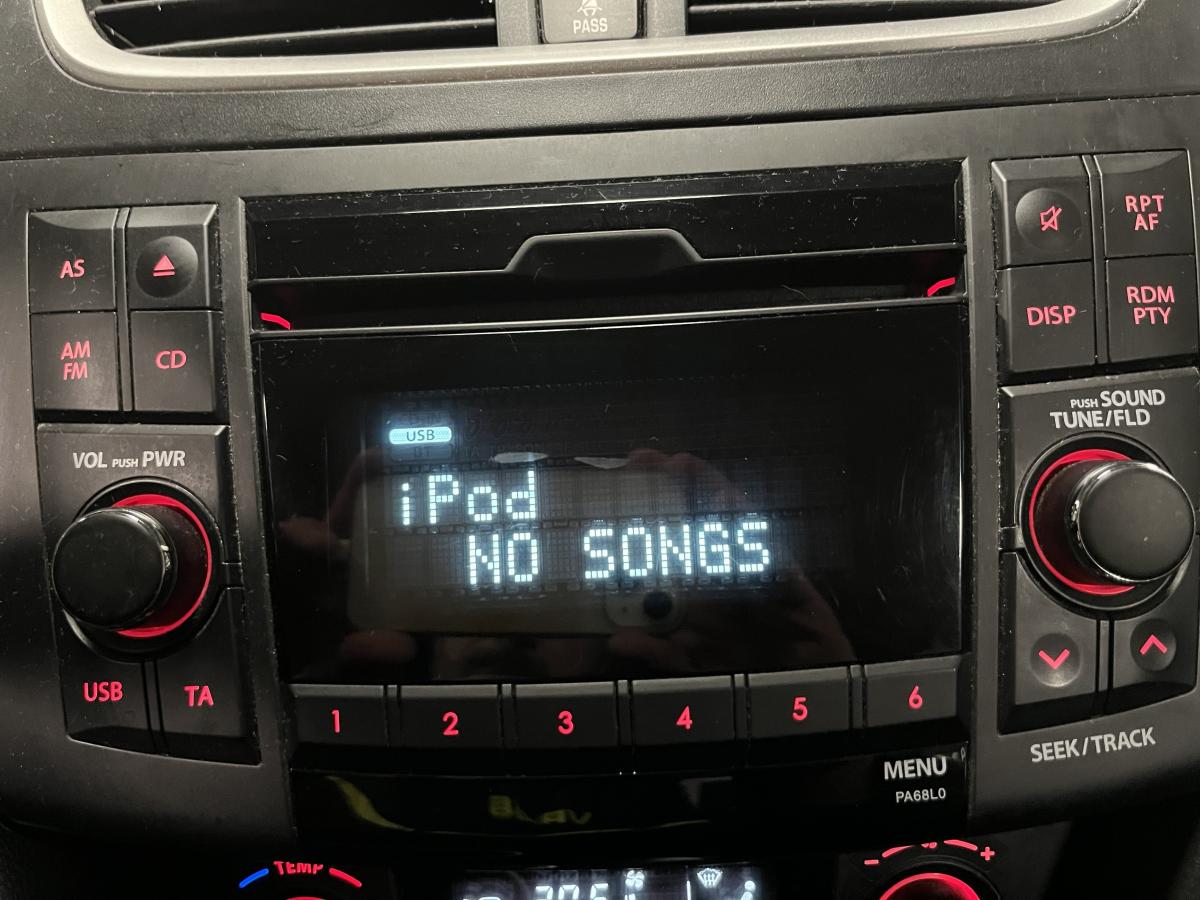 PASS
AS
AM
FM
CD
VOL PUSH PWR
USB
TA
USB
iPod
NO SONGS
1
2
3
4
5
6
MENU
PA68L0
RPT
AF
DISP
RDM
PTY
PUSH SOUND
TUNE/FLD
SEEK/TRACK
TEMP
- +